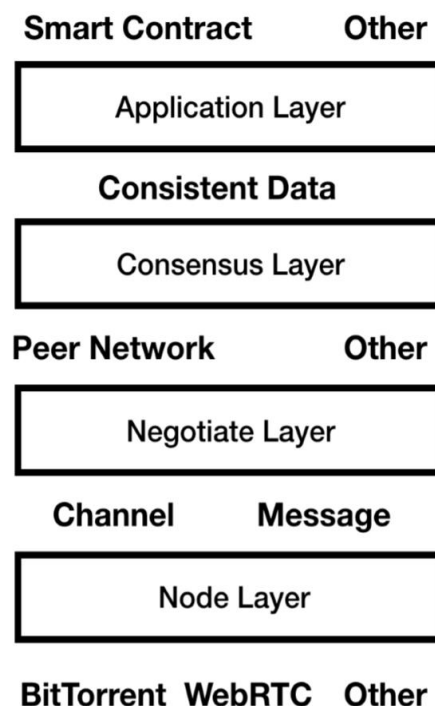 Smart Contract Other
Application Layer
Consistent Data
Consensus Layer
Peer Network Other
Negotiate Layer
Channel Message
Node Layer
BitTorrent WebRTC Other